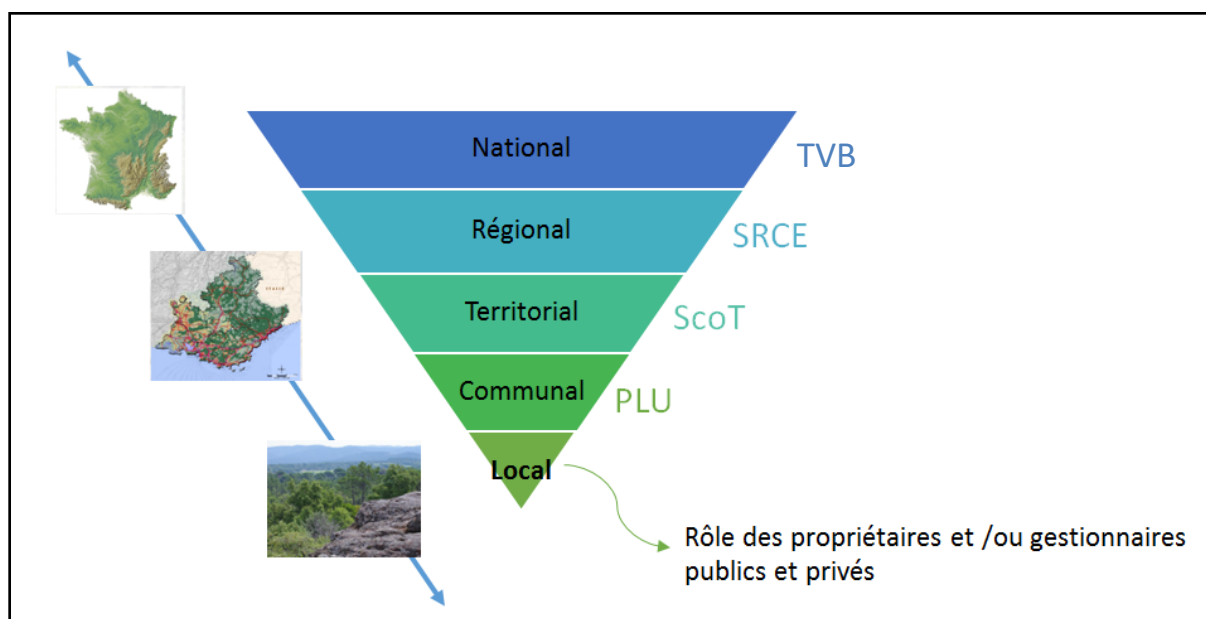 National
TVB
Régional
SRCE
Territorial
ScoT
Communal
PLU
Local
Rôle des propriétaires et /ou gestionnaires
publics et privés